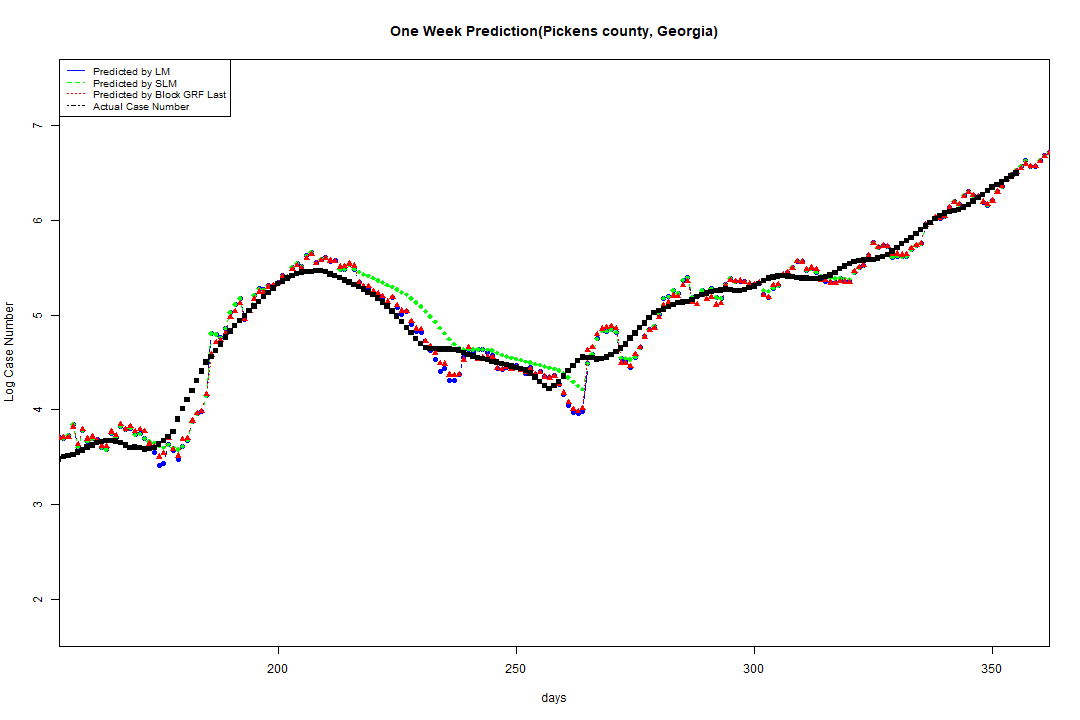 One Week Prediction(Pickens county, Georgia)
Predicted by LM
Predicted by SLM
Predicted by Block GRF Last
Actual Case Number
Log Case Number
7
6
5
4
3
2
200 250 300 350
days